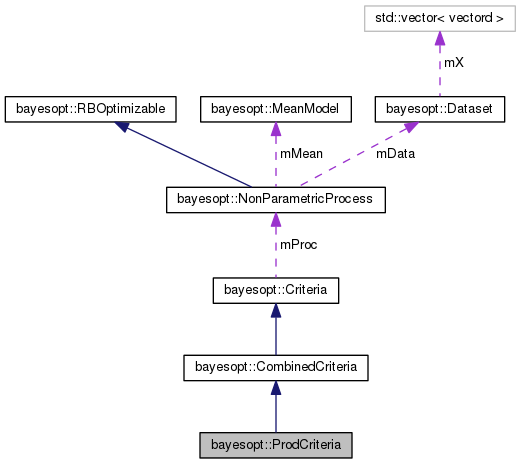 std::vector< vectord >
mX
bayesopt::RBOptimizable
bayesopt::MeanModel
bayesopt::Dataset
mMean
mData
bayesopt::NonParametricProcess
mProc
bayesopt::Criteria
bayesopt::CombinedCriteria
bayesopt::ProdCriteria